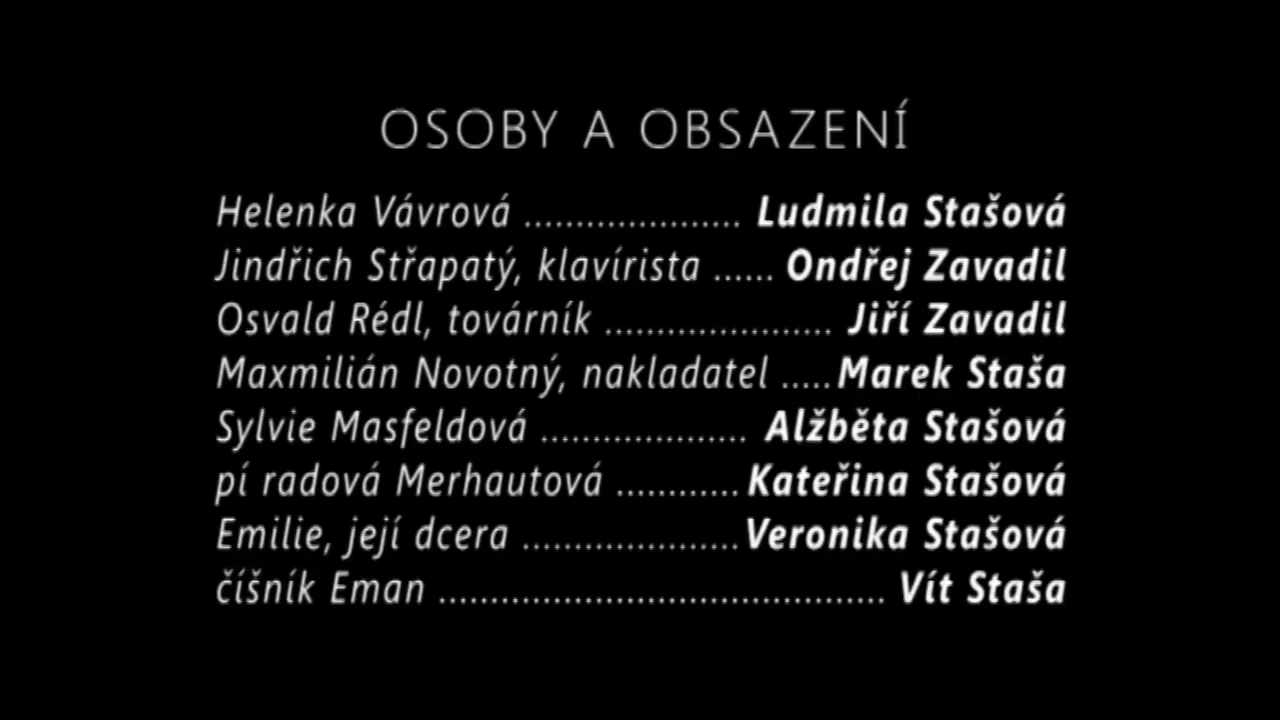 OSOBY A OBSAZENÍ
Helenka Vávrová ..................... Ludmila Stašová
Jindřich Střapatý, klavírista ...... Ondřej Zavadil
Osvald Rédl, továrník ...................... Jiří Zavadil
Maxmilián Novotný, nakladatel ..... Marek Staša
Sylvie Masfeldová .................... Alžběta Stašová
pí radová Merhautová ............ Kateřina Stašová
Emilie, její dcera ..................... Veronika Stašová
číšník Eman ........................................... Vít Staša